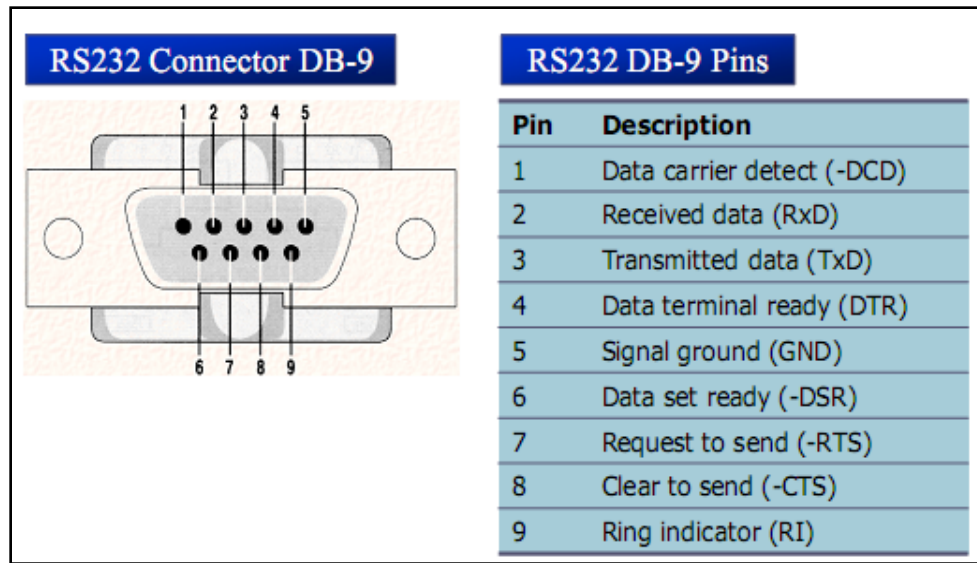 RS232 Connector DB-9
1 2 3 4 5
6 7 8 9
RS232 DB-9 Pins
Pin Description
1 Data carrier detect (-DCD)
2 Received data (RxD)
3 Transmitted data (TxD)
4 Data terminal ready (DTR)
5 Signal ground (GND)
6 Data set ready (-DSR)
7 Request to send (-RTS)
8 Clear to send (-CTS)
9 Ring indicator (RI)